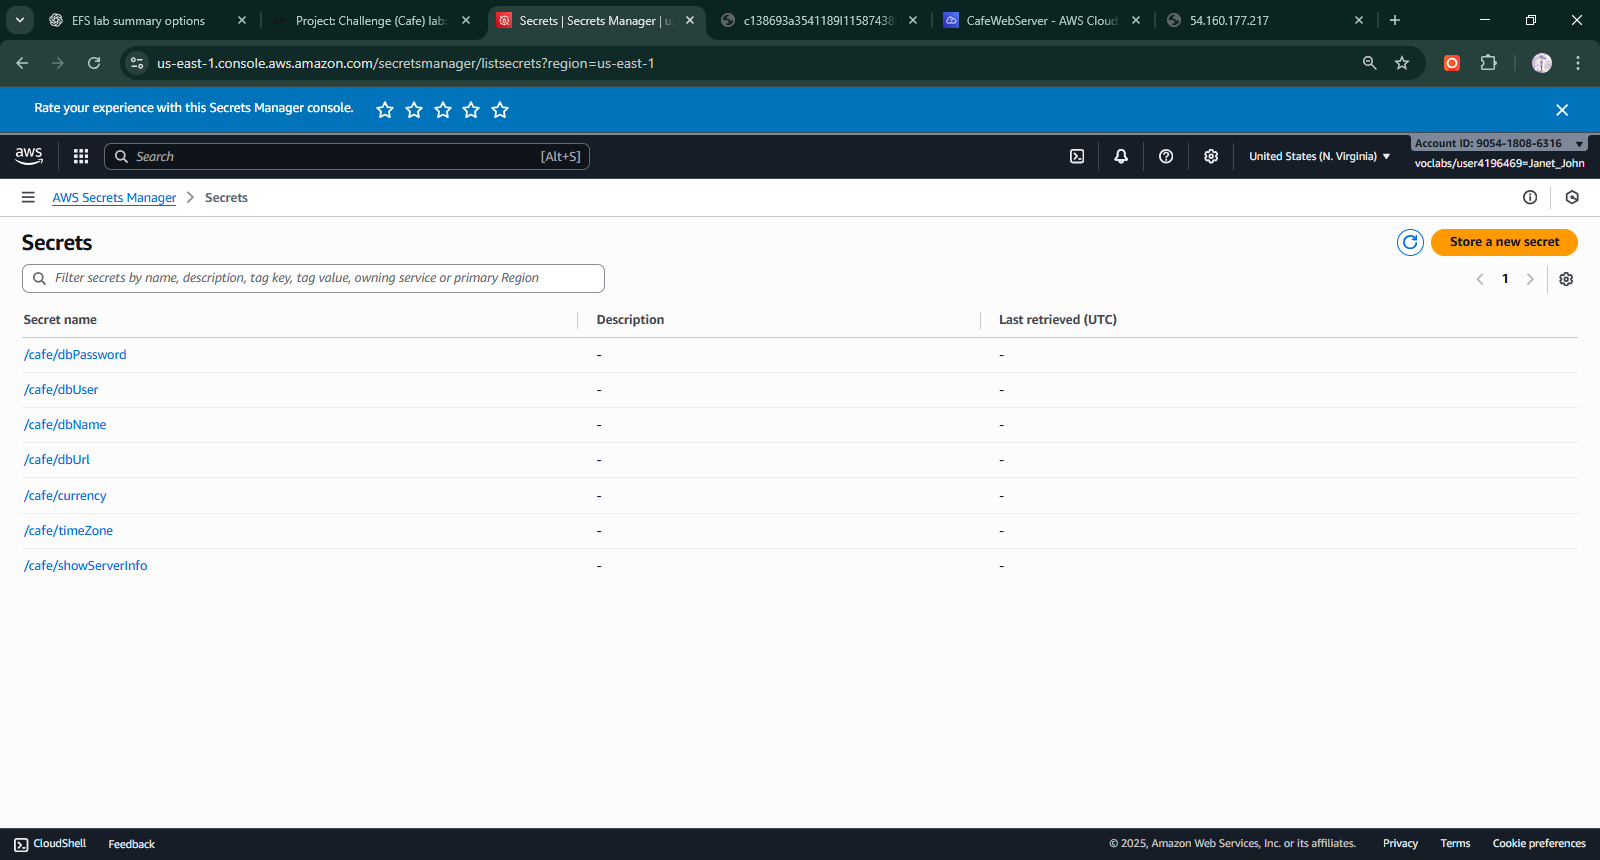 EFS lab summary options
Project: Challenge (Cafe) lab
Secrets | Secrets Manager | u
c138693a3541189l11587438
CafeWebServer - AWS Cloud
54.160.177.217
us-east-1.console.aws.amazon.com/secretsmanager/listsecrets?region=us-east-1
Rate your experience with this Secrets Manager console.
aws
Search
[Alt+S]
United States (N. Virginia)
Account ID: 9054-1808-6316
voclabs/user4196469=Janet_John
AWS Secrets Manager
Secrets
Secrets
Store a new secret
Filter secrets by name, description, tag key, tag value, owning service or primary Region
1
Secret name Description Last retrieved (UTC)
/cafe/dbPassword - -
/cafe/dbUser - -
/cafe/dbName - -
/cafe/dbUrl - -
/cafe/currency - -
/cafe/timeZone - -
/cafe/showServerInfo - -
CloudShell Feedback
© 2025, Amazon Web Services, Inc. or its affiliates. Privacy Terms Cookie preferences